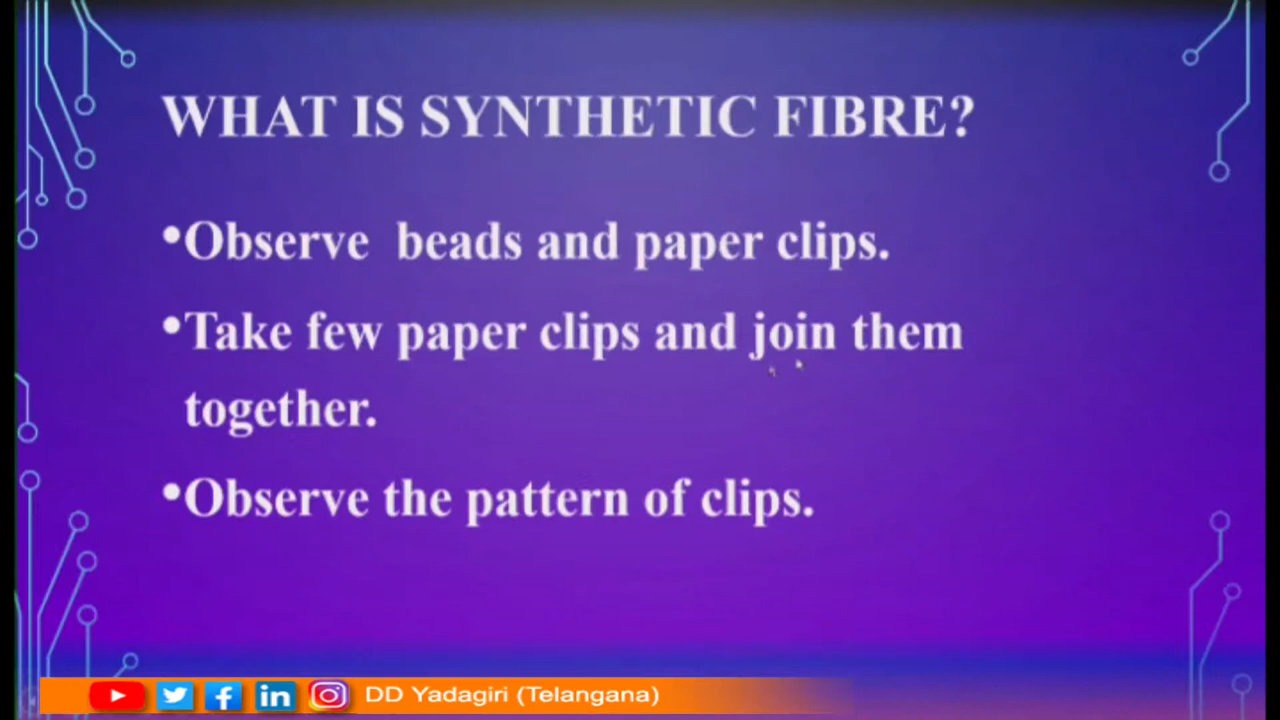 WHAT IS SYNTHETIC FIBRE?
•Observe beads and paper clips.
•Take few paper clips and join them
together.
•Observe the pattern of clips.
DD Yadagiri (Telangana)